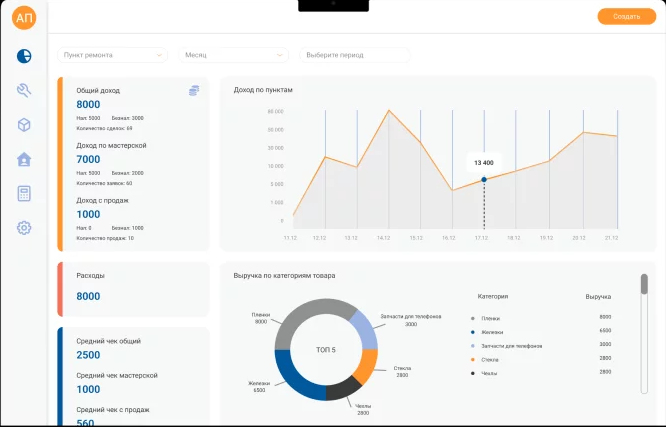 АП
Создать
Пункт ремонта
Месяц
Выберите период
Общий доход
8000
Нал: 5000 Безнал: 3000
Количество сделок: 69
Доход по мастерской
7000
Нал: 5000 Безнал: 2000
Количество заявок: 60
Доход с продаж
1000
Нал: 0 Безнал: 1000
Количество продаж: 10
Расходы
8000
Средний чек общий
2500
Средний чек мастерской
1000
Средний чек с продаж
560
Доход по пунктам
30 000
20 000
10 000
5 000
1 000
0
13 400
11.12 12.12 13.12 14.12 15.12 16.12 17.12 18.12 19.12 20.12 21.12
Выручка по категориям товара
Пленки
8000
Запчасти для телефонов
3000
ТОП 5
Стекла
2800
Железки
6500
Чехлы
2800
Категория Выручка
Пленки 8000
Железки 6500
Запчасти для телефонов 3000
Стекла 2800
Чехлы 2800